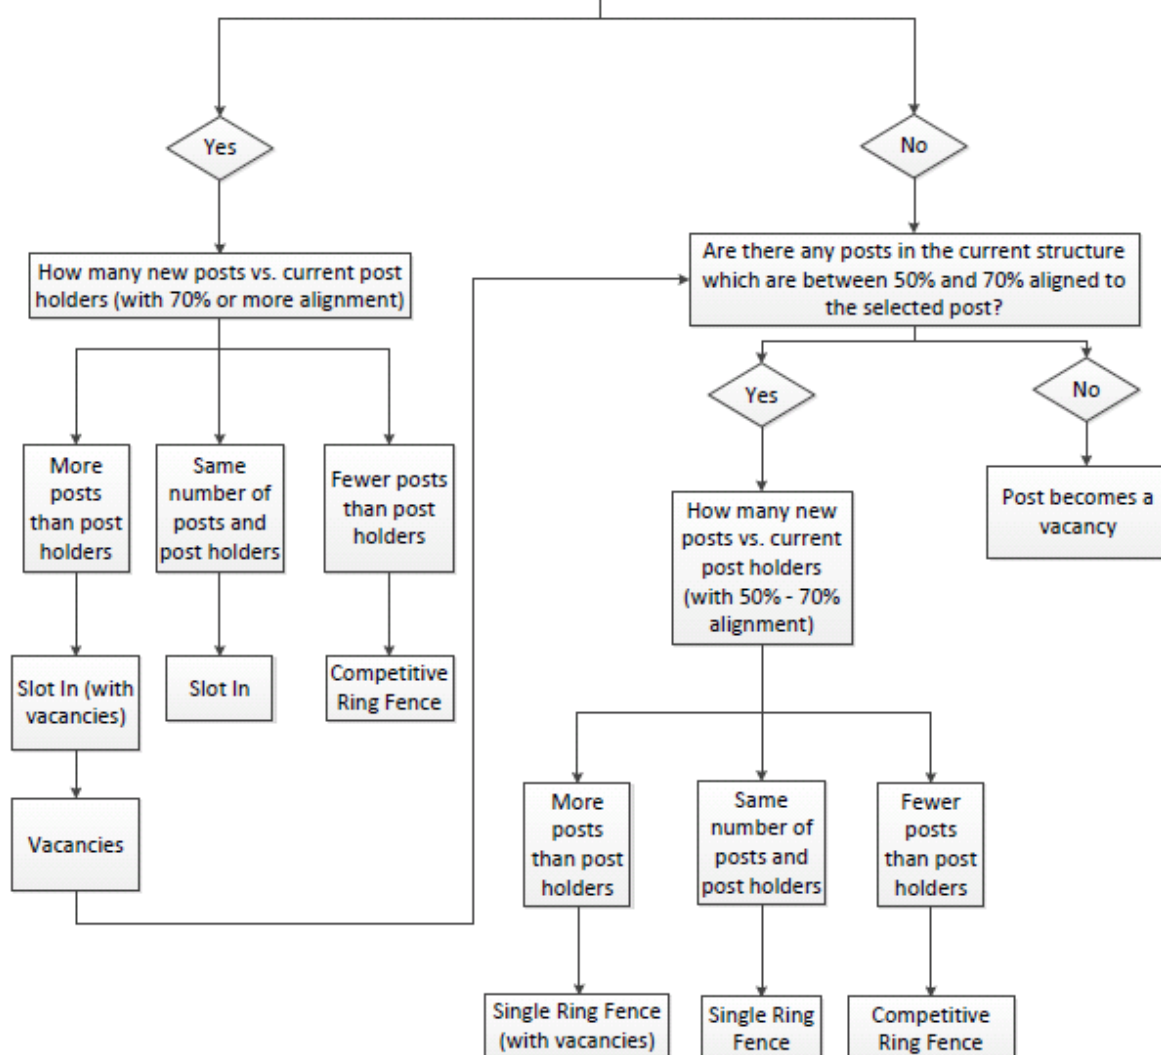 Yes
No
How many new posts vs. current post
holders (with 70% or more alignment)
Are there any posts in the current structure
which are between 50% and 70% aligned to
the selected post?
Yes
No
More
posts
than post
holders
Same
number of
posts and
post holders
Fewer posts
than post
holders
How many new
posts vs. current
post holders
(with 50% - 70%
alignment)
Post becomes a
vacancy
Slot In (with
vacancies)
Slot In
Competitive
Ring Fence
Vacancies
More
posts
than post
holders
Same
number of
posts and
post holders
Fewer
posts
than post
holders
Single Ring Fence
(with vacancies)
Single Ring
Fence
Competitive
Ring Fence